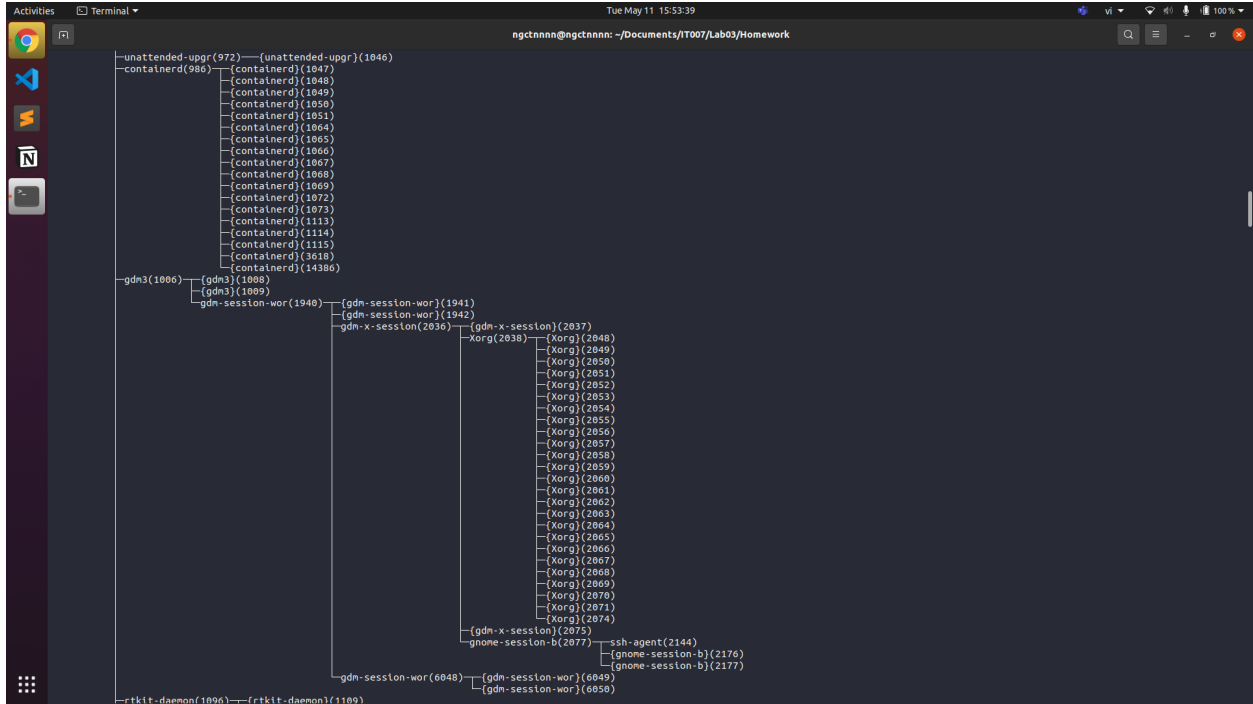 Activities Terminal Tue May 11 15:53:39 vi 100 %
ngctnnnn@ngctnnnn: ~/Documents/IT007/Lab03/Homework
├─unattended-upgr(972)───{unattended-upgr}(1046)
├─containerd(986)─┬─{containerd}(1047)
├─{containerd}(1048)
├─{containerd}(1049)
├─{containerd}(1050)
├─{containerd}(1051)
├─{containerd}(1064)
├─{containerd}(1065)
├─{containerd}(1066)
├─{containerd}(1067)
├─{containerd}(1068)
├─{containerd}(1069)
├─{containerd}(1072)
├─{containerd}(1073)
├─{containerd}(1113)
├─{containerd}(1114)
├─{containerd}(1115)
├─{containerd}(3618)
└─{containerd}(14386)
├─gdm3(1006)─┬─{gdm3}(1008)
├─{gdm3}(1009)
└─gdm-session-wor(1940)─┬─{gdm-session-wor}(1941)
├─{gdm-session-wor}(1942)
├─gdm-x-session(2036)─┬─{gdm-x-session}(2037)
├─Xorg(2038)─┬─{Xorg}(2048)
├─{Xorg}(2049)
├─{Xorg}(2050)
├─{Xorg}(2051)
├─{Xorg}(2052)
├─{Xorg}(2053)
├─{Xorg}(2054)
├─{Xorg}(2055)
├─{Xorg}(2056)
├─{Xorg}(2057)
├─{Xorg}(2058)
├─{Xorg}(2059)
├─{Xorg}(2060)
├─{Xorg}(2061)
├─{Xorg}(2062)
├─{Xorg}(2063)
├─{Xorg}(2064)
├─{Xorg}(2065)
├─{Xorg}(2066)
├─{Xorg}(2067)
├─{Xorg}(2068)
├─{Xorg}(2069)
├─{Xorg}(2070)
├─{Xorg}(2071)
└─{Xorg}(2074)
├─{gdm-x-session}(2075)
└─gnome-session-b(2077)─┬─ssh-agent(2144)
├─{gnome-session-b}(2176)
└─{gnome-session-b}(2177)
└─gdm-session-wor(6048)─┬─{gdm-session-wor}(6049)
└─{gdm-session-wor}(6050)
├─rtkit-daemon(1096)─┬─{rtkit-daemon}(1109)